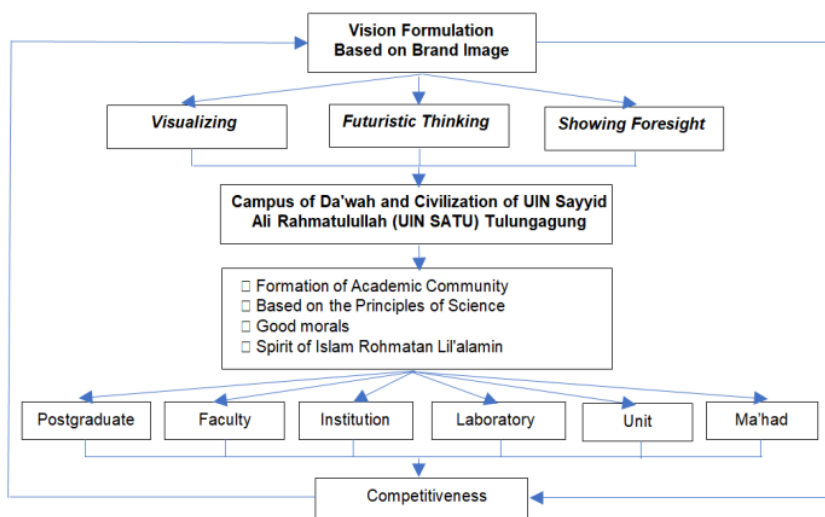 Vision Formulation
Based on Brand Image
Visualizing
Futuristic Thinking
Showing Foresight
Campus of Da'wah and Civilization of UIN Sayyid
Ali Rahmatulullah (UIN SATU) Tulungagung
□ Formation of Academic Community
□ Based on the Principles of Science
□ Good morals
□ Spirit of Islam Rohmatan Lil'alamin
Postgraduate
Faculty
Institution
Laboratory
Unit
Ma'had
Competitiveness